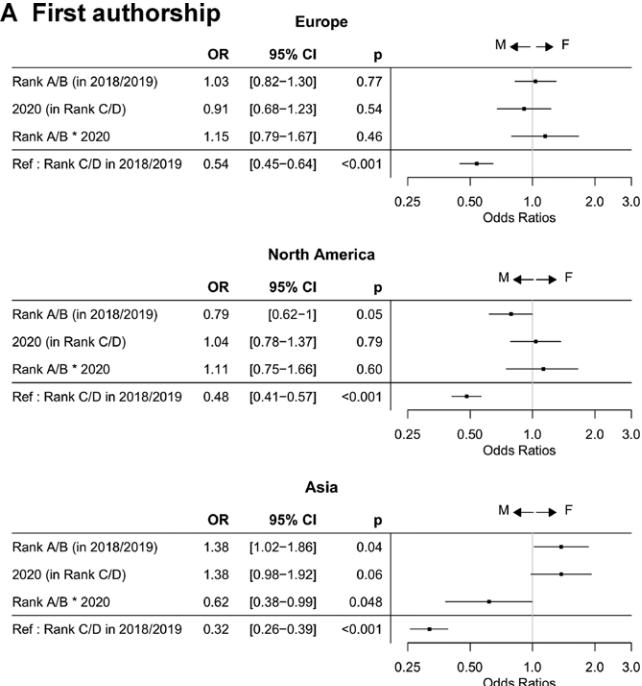 A First authorship
Europe
OR 95% CI p M F
Rank A/B (in 2018/2019) 1.03 [0.82−1.30] 0.77
2020 (in Rank C/D) 0.91 [0.68−1.23] 0.54
Rank A/B * 2020 1.15 [0.79−1.67] 0.46
Ref : Rank C/D in 2018/2019 0.54 [0.45−0.64] <0.001
0.25 0.50 1.0 2.0 3.0
Odds Ratios
North America
OR 95% CI p M F
Rank A/B (in 2018/2019) 0.79 [0.62−1] 0.05
2020 (in Rank C/D) 1.04 [0.78−1.37] 0.79
Rank A/B * 2020 1.11 [0.75−1.66] 0.60
Ref : Rank C/D in 2018/2019 0.48 [0.41−0.57] <0.001
0.25 0.50 1.0 2.0 3.0
Odds Ratios
Asia
OR 95% CI p M F
Rank A/B (in 2018/2019) 1.38 [1.02−1.86] 0.04
2020 (in Rank C/D) 1.38 [0.98−1.92] 0.06
Rank A/B * 2020 0.62 [0.38−0.99] 0.048
Ref : Rank C/D in 2018/2019 0.32 [0.26−0.39] <0.001
0.25 0.50 1.0 2.0 3.0
Odds Ratios